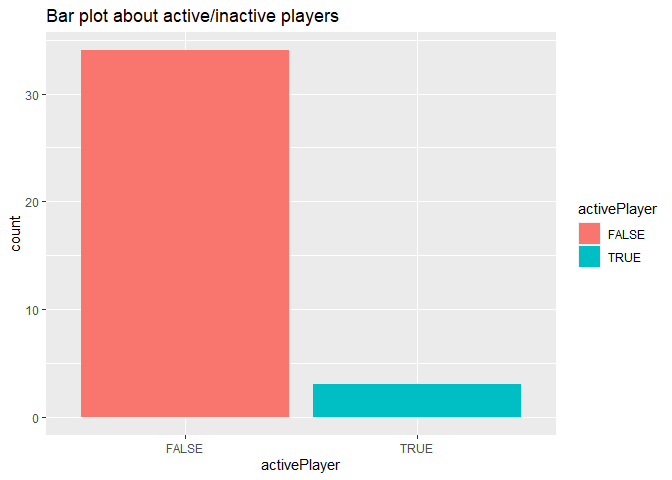 Bar plot about active/inactive players
30
20
10
0
count
FALSE
TRUE
activePlayer
activePlayer
FALSE
TRUE